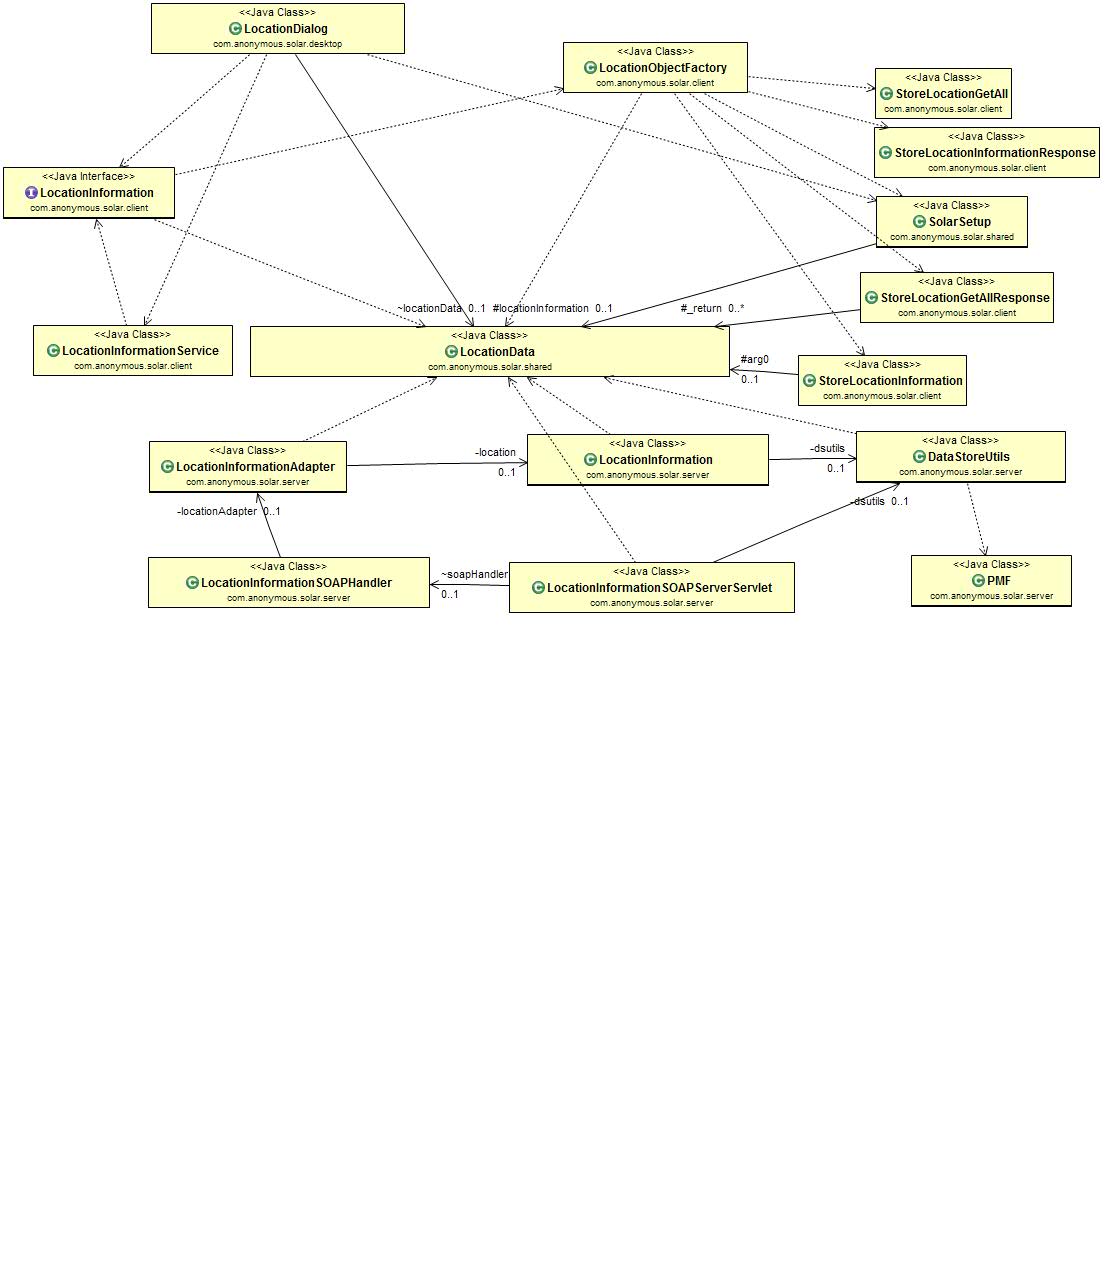 <<Java Class>>
LocationDialog
com.anonymous.solar.desktop
<<Java Class>>
LocationObjectFactory
com.anonymous.solar.client
<<Java Class>>
StoreLocationGetAll
com.anonymous.solar.client
<<Java Class>>
StoreLocationInformationResponse
com.anonymous.solar.client
<<Java Interface>>
LocationInformation
com.anonymous.solar.client
<<Java Class>>
SolarSetup
com.anonymous.solar.shared
<<Java Class>>
StoreLocationGetAllResponse
com.anonymous.solar.client
~locationData 0..1
#locationInformation 0..1
#_return 0..*
<<Java Class>>
LocationInformationService
com.anonymous.solar.client
<<Java Class>>
LocationData
com.anonymous.solar.shared
#arg0
0..1
<<Java Class>>
StoreLocationInformation
com.anonymous.solar.client
<<Java Class>>
LocationInformationAdapter
com.anonymous.solar.server
-location
0..1
<<Java Class>>
LocationInformation
com.anonymous.solar.server
-dsutils
0..1
<<Java Class>>
DataStoreUtils
com.anonymous.solar.server
-locationAdapter 0..1
-dsutils 0..1
<<Java Class>>
LocationInformationSOAPHandler
com.anonymous.solar.server
~soapHandler
0..1
<<Java Class>>
LocationInformationSOAPServerServlet
com.anonymous.solar.server
<<Java Class>>
PMF
com.anonymous.solar.server